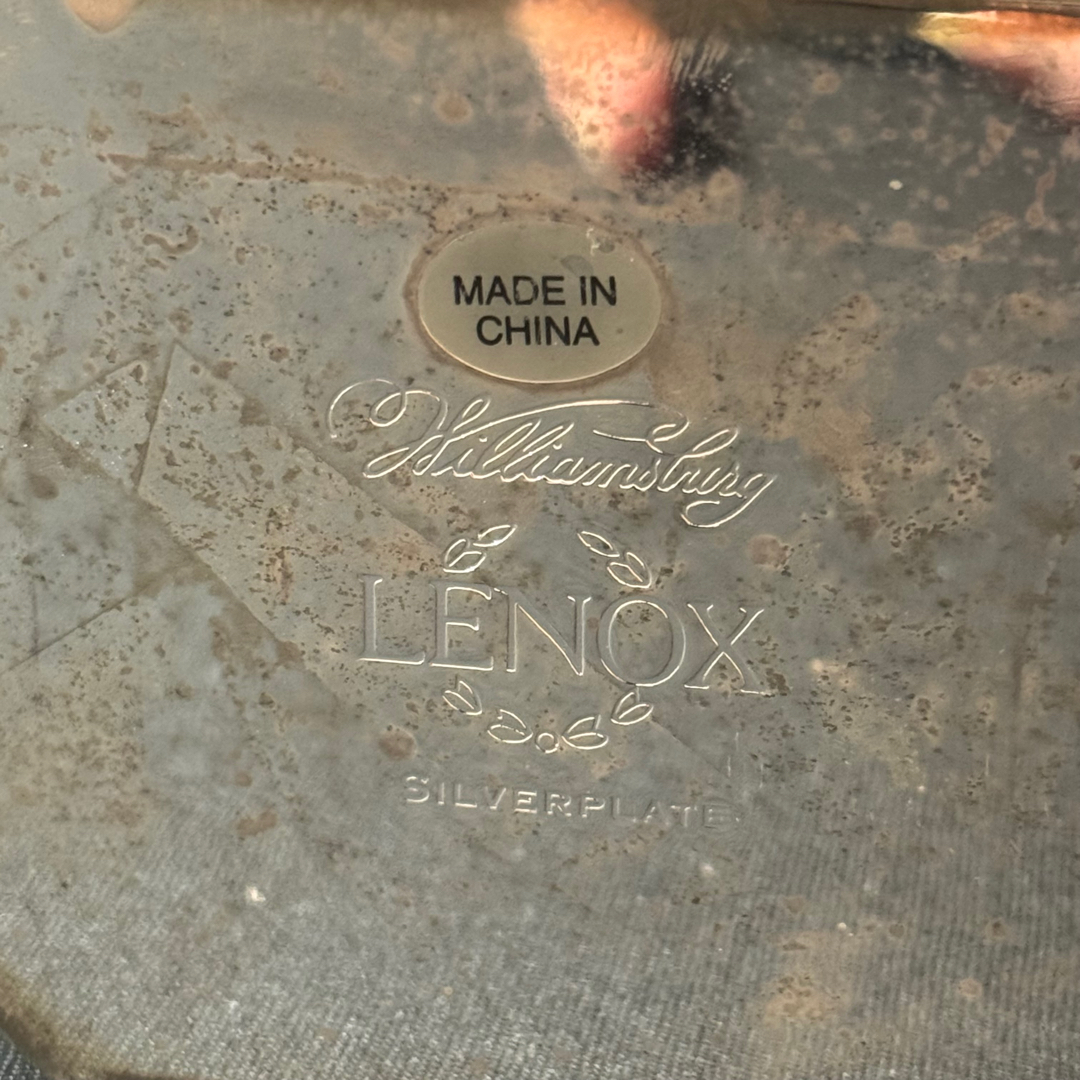 MADE IN
CHINA
Williamsburg
LENOX
SILVERPLATE